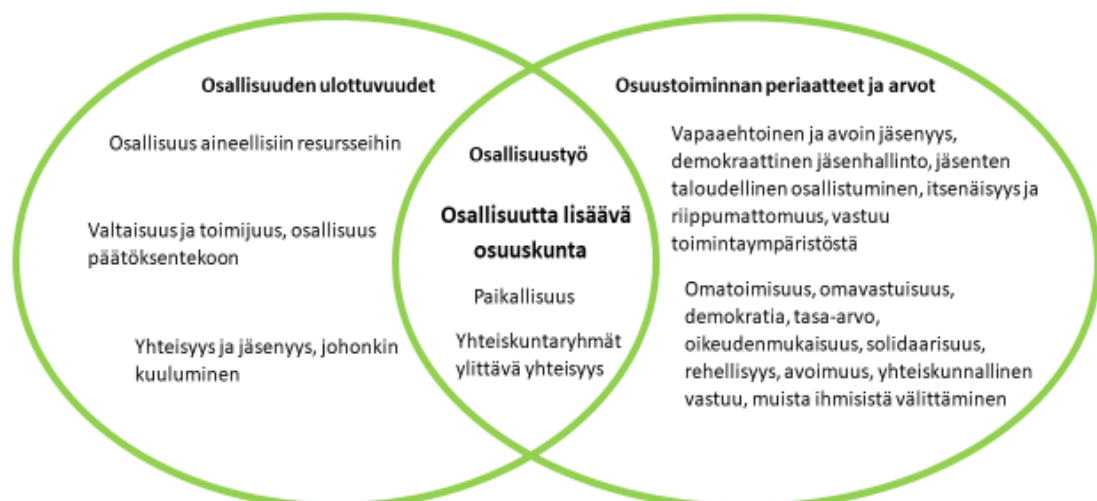 Osallisuuden ulottuvuudet
Osallisuus aineellisiin resursseihin
Valtaisuus ja toimijuus, osallisuus
päätöksentekoon
Yhteisyys ja jäsenyys, johonkin
kuuluminen
Osallisuustyö
Osallisuutta lisäävä
osuuskunta
Paikallisuus
Yhteiskuntaryhmät
ylittävä yhteisyys
Osuustoiminnan periaatteet ja arvot
Vapaaehtoinen ja avoin jäsenyys,
demokraattinen jäsenhallinto, jäsenten
taloudellinen osallistuminen, itsenäisyys ja
riippumattomuus, vastuu
toimintaympäristöstä
Omatoimisuus, omavastuisuus,
demokratia, tasa-arvo,
oikeudenmukaisuus, solidaarisuus,
rehellisyys, avoimuus, yhteiskunnallinen
vastuu, muista ihmisistä välittäminen